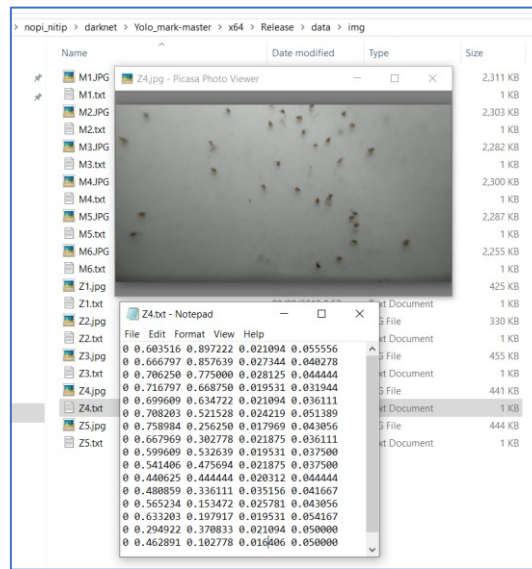 > nopi_nitip > darknet > Yolo_mark-master > x64 > Release > data > img
Name Date modified Type Size
M1.JPG 2,311 KB
Z4.jpg - Picasa Photo Viewer
M1.txt 1 KB
M2.JPG 2,303 KB
M2.txt 1 KB
M3.JPG 2,282 KB
M3.txt 1 KB
M4.JPG 2,300 KB
M4.txt 1 KB
M5.JPG 2,287 KB
M5.txt 1 KB
M6.JPG 2,255 KB
M6.txt 1 KB
Z1.jpg 425 KB
Z1.txt Text Document 1 KB
Z2.jpg G File 330 KB
Z2.txt xt Document 1 KB
Z3.jpg G File 455 KB
Z3.txt xt Document 1 KB
Z4.jpg G File 441 KB
Z4.txt xt Document 1 KB
Z5.jpg G File 444 KB
Z5.txt xt Document 1 KB
Z4.txt - Notepad
File Edit Format View Help
0 0.603516 0.897222 0.021094 0.055556
0 0.666797 0.857639 0.027344 0.040278
0 0.706250 0.775000 0.028125 0.044444
0 0.716797 0.668750 0.019531 0.031944
0 0.699609 0.634722 0.021094 0.036111
0 0.708203 0.521528 0.024219 0.051389
0 0.758984 0.256250 0.017969 0.043056
0 0.667969 0.302778 0.021875 0.036111
0 0.599609 0.532639 0.019531 0.037500
0 0.541406 0.475694 0.021875 0.037500
0 0.440625 0.444444 0.020312 0.044444
0 0.480859 0.336111 0.035156 0.041667
0 0.565234 0.153472 0.025781 0.043056
0 0.633203 0.197917 0.019531 0.054167
0 0.294922 0.370833 0.021094 0.050000
0 0.462891 0.102778 0.016406 0.050000